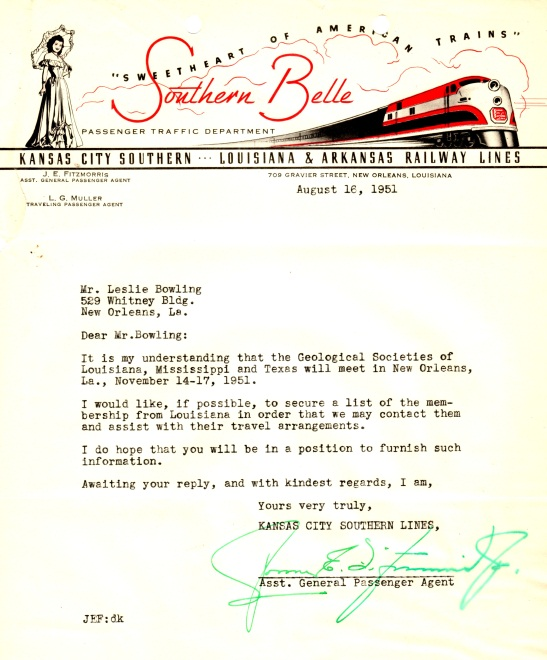 "SWEETHEART OF AMERICAN TRAINS"
Southern Belle
PASSENGER TRAFFIC DEPARTMENT
KANSAS CITY SOUTHERN ··· LOUISIANA & ARKANSAS RAILWAY LINES
J. E. FITZMORRIS
ASST. GENERAL PASSENGER AGENT
709 GRAVIER STREET, NEW ORLEANS, LOUISIANA
L. G. MULLER
TRAVELING PASSENGER AGENT
August 16, 1951
Mr. Leslie Bowling
529 Whitney Bldg.
New Orleans, La.
Dear Mr.Bowling:
It is my understanding that the Geological Societies of
Louisiana, Mississippi and Texas will meet in New Orleans,
La., November 14-17, 1951.
I would like, if possible, to secure a list of the mem-
bership from Louisiana in order that we may contact them
and assist with their travel arrangements.
I do hope that you will be in a position to furnish such
information.
Awaiting your reply, and with kindest regards, I am,
Yours very truly,
KANSAS CITY SOUTHERN LINES,
Asst. General Passenger Agent
JEF:dk